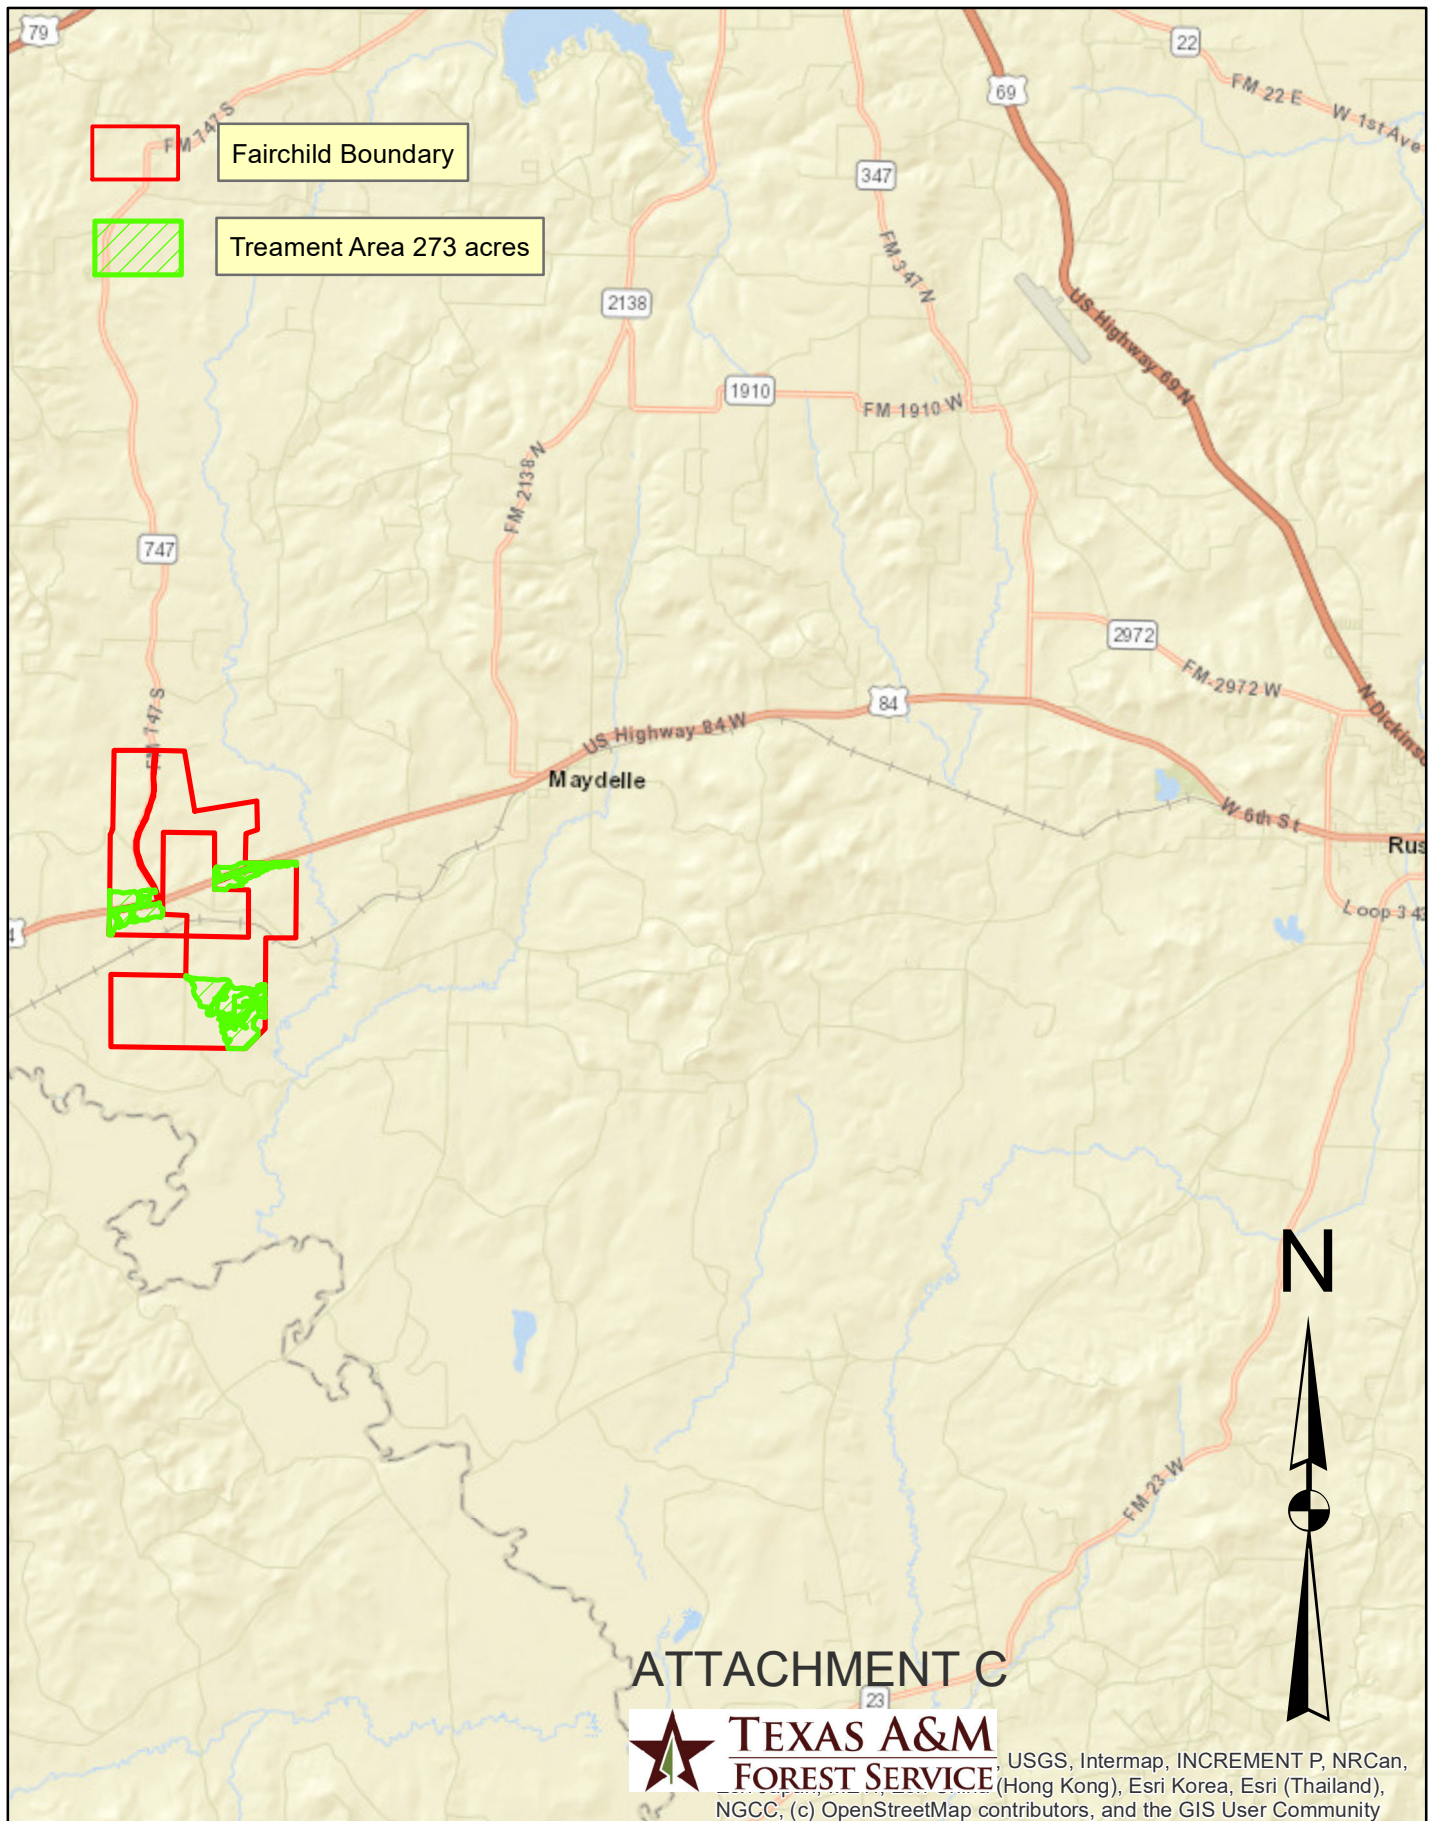 79
22
FM 22 E
W 1st Ave
69
FM 747 S
Fairchild Boundary
347
Treament Area 273 acres
FM 347 N
2138
US Highway 69 N
1910
FM 1910 W
FM 2138 N
747
2972
FM 2972 W
FM 747 S
84
N Dickinso
US Highway 84 W
Maydelle
W 6th St
Rus
Loop 343
4
N
FM 23 W
ATTACHMENT C
23
TEXAS A&M
FOREST SERVICE
, USGS, Intermap, INCREMENT P, NRCan,
(Hong Kong), Esri Korea, Esri (Thailand),
NGCC, (c) OpenStreetMap contributors, and the GIS User Community